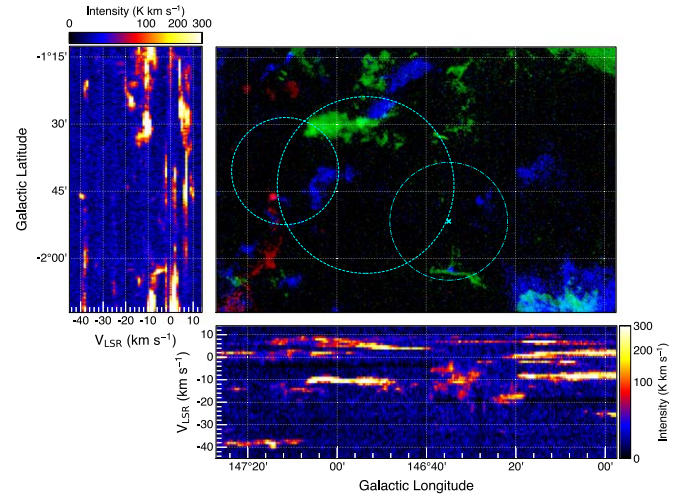 Intensity (K km s⁻¹)
0 100 200 300
-1°15'
30'
45'
-2°00'
Galactic Latitude
-40 -30 -20 -10 0 10
V_LSR (km s⁻¹)
10
0
-10
-20
-30
-40
V_LSR (km s⁻¹)
300
200
100
0
Intensity (K km s⁻¹)
147°20' 00' 146°40' 20' 00'
Galactic Longitude